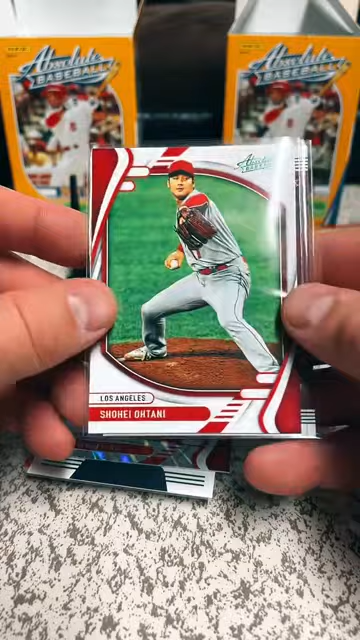 Absolute
BASEBALL
Absolute
BASEBALL
Absolute
LOS ANGELES
SHOHEI OHTANI